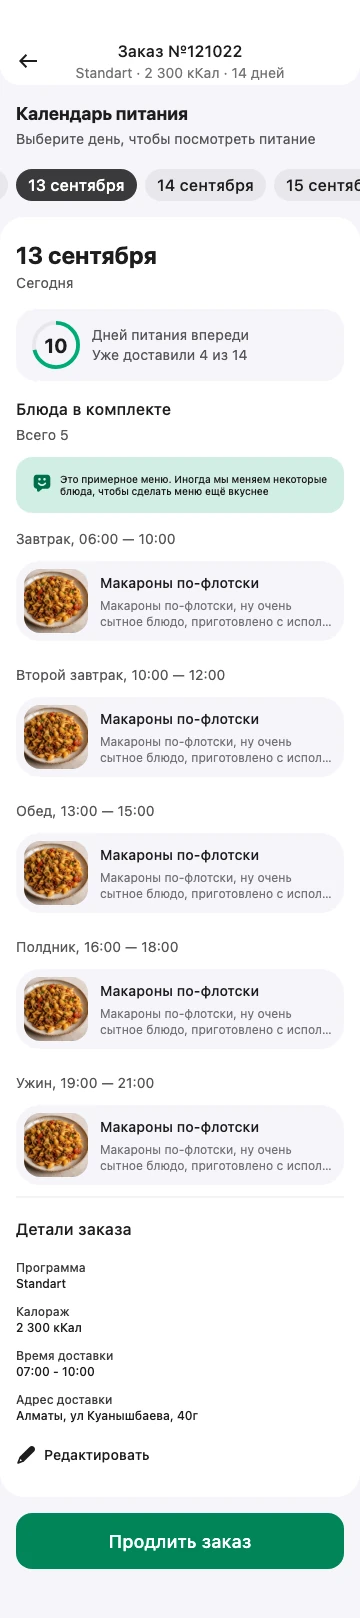 Заказ №121022
Standart · 2 300 кКал · 14 дней
Календарь питания
Выберите день, чтобы посмотреть питание
13 сентября
14 сентября
15 сентяб
13 сентября
Сегодня
10
Дней питания впереди
Уже доставили 4 из 14
Блюда в комплекте
Всего 5
Это примерное меню. Иногда мы меняем некоторые
блюда, чтобы сделать меню ещё вкуснее
Завтрак, 06:00 — 10:00
Макароны по-флотски
Макароны по-флотски, ну очень
сытное блюдо, приготовлено с испол...
Второй завтрак, 10:00 — 12:00
Макароны по-флотски
Макароны по-флотски, ну очень
сытное блюдо, приготовлено с испол...
Обед, 13:00 — 15:00
Макароны по-флотски
Макароны по-флотски, ну очень
сытное блюдо, приготовлено с испол...
Полдник, 16:00 — 18:00
Макароны по-флотски
Макароны по-флотски, ну очень
сытное блюдо, приготовлено с испол...
Ужин, 19:00 — 21:00
Макароны по-флотски
Макароны по-флотски, ну очень
сытное блюдо, приготовлено с испол...
Детали заказа
Программа
Standart
Калораж
2 300 кКал
Время доставки
07:00 - 10:00
Адрес доставки
Алматы, ул Куанышбаева, 40г
Редактировать
Продлить заказ